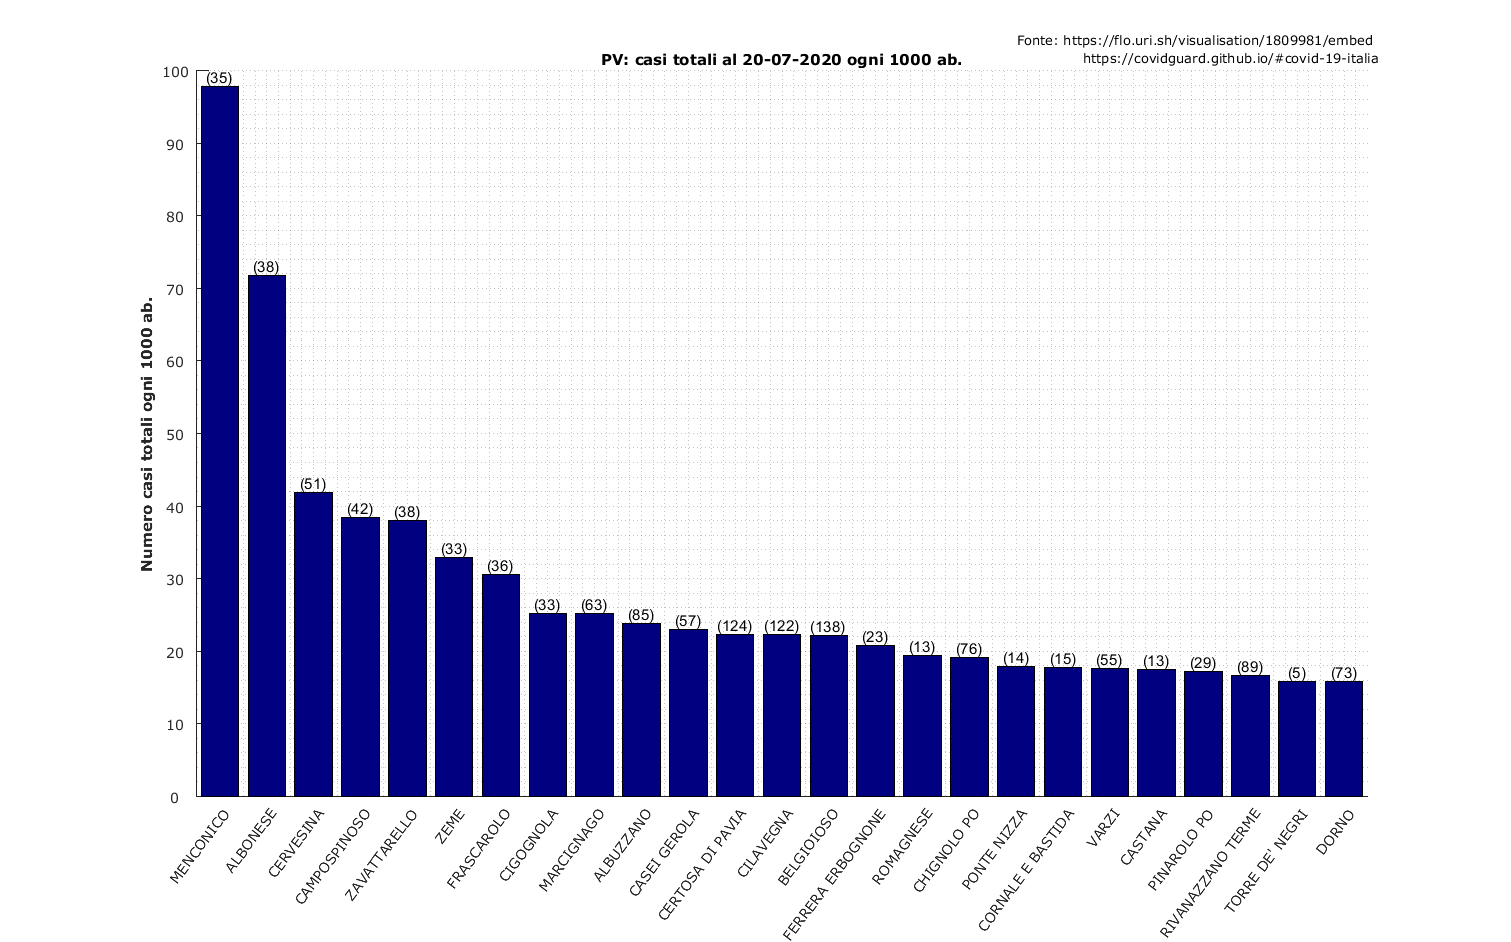 Fonte: https://flo.uri.sh/visualisation/1809981/embed
https://covidguard.github.io/#covid-19-italia
PV: casi totali al 20-07-2020 ogni 1000 ab.
Numero casi totali ogni 1000 ab.
100
90
80
70
60
50
40
30
20
10
0
(35)
(38)
(51)
(42)
(38)
(33)
(36)
(33)
(63)
(85)
(57)
(124)
(122)
(138)
(23)
(13)
(76)
(14)
(15)
(55)
(13)
(29)
(89)
(5)
(73)
MENCONICO
ALBONESE
CERVESINA
CAMPOSPINOSO
ZAVATTARELLO
ZEME
FRASCAROLO
CIGOGNOLA
MARCIGNAGO
ALBUZZANO
CASEI GEROLA
CERTOSA DI PAVIA
CILAVEGNA
BELGIOIOSO
FERRERA ERBOGNONE
ROMAGNESE
CHIGNOLO PO
PONTE NIZZA
CORNALE E BASTIDA
VARZI
CASTANA
PINAROLO PO
RIVANAZZANO TERME
TORRE DE' NEGRI
DORNO